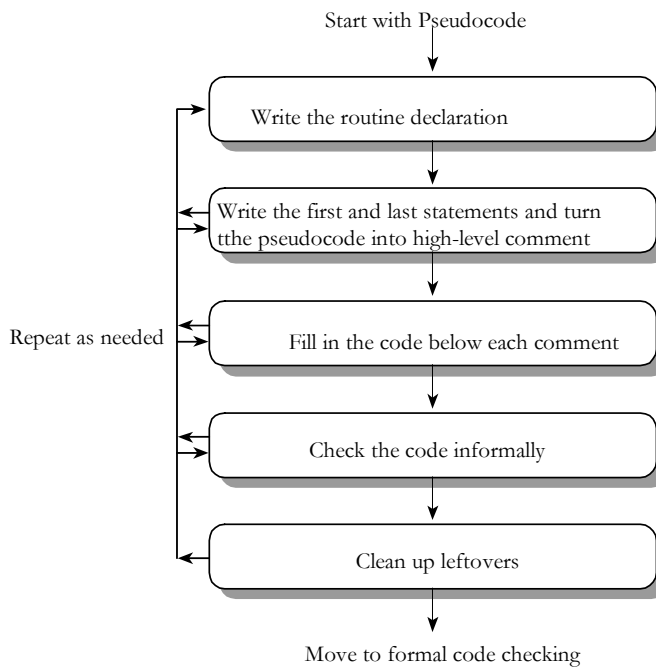 Start with Pseudocode
Write the routine declaration
Write the first and last statements and turn
tthe pseudocode into high-level comment
Repeat as needed
Fill in the code below each comment
Check the code informally
Clean up leftovers
Move to formal code checking